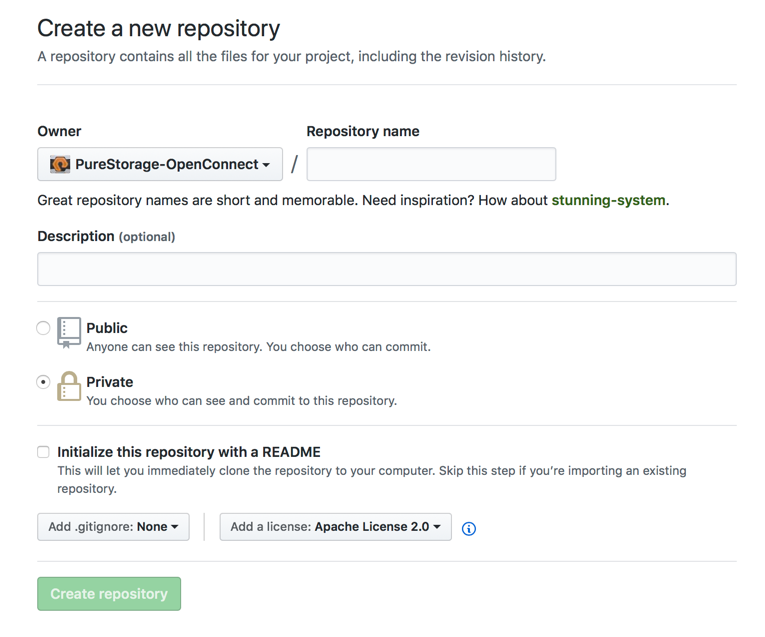 Create a new repository
A repository contains all the files for your project, including the revision history.
Owner
Repository name
PureStorage-OpenConnect
/
Great repository names are short and memorable. Need inspiration? How about stunning-system.
Description (optional)
Public
Anyone can see this repository. You choose who can commit.
Private
You choose who can see and commit to this repository.
Initialize this repository with a README
This will let you immediately clone the repository to your computer. Skip this step if you’re importing an existing
repository.
Add .gitignore: None
Add a license: Apache License 2.0
Create repository